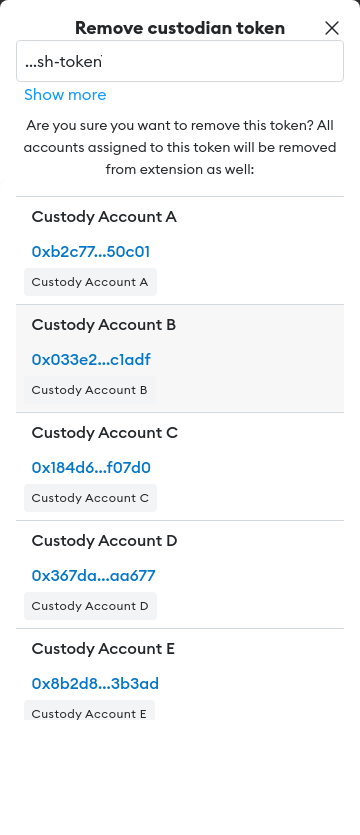 Remove custodian token
...sh-token
Show more
Are you sure you want to remove this token? All
accounts assigned to this token will be removed
from extension as well:
Custody Account A
0xb2c77...50c01
Custody Account A
Custody Account B
0x033e2...c1adf
Custody Account B
Custody Account C
0x184d6...f07d0
Custody Account C
Custody Account D
0x367da...aa677
Custody Account D
Custody Account E
0x8b2d8...3b3ad
Custody Account E